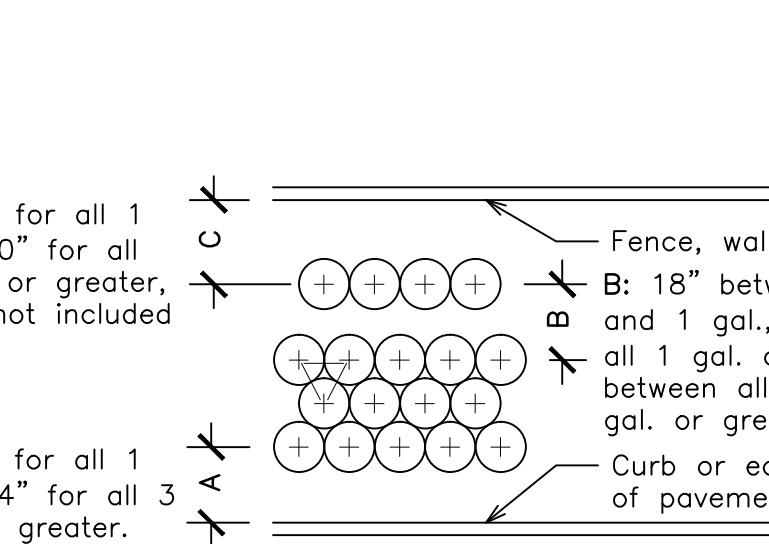 for all 1
0” for all
or greater,
not included
C
Fence, wal
B: 18” betw
and 1 gal.,
all 1 gal.
between all
gal. or gre
B
for all 1
4” for all 3
greater.
A
Curb or
of paveme